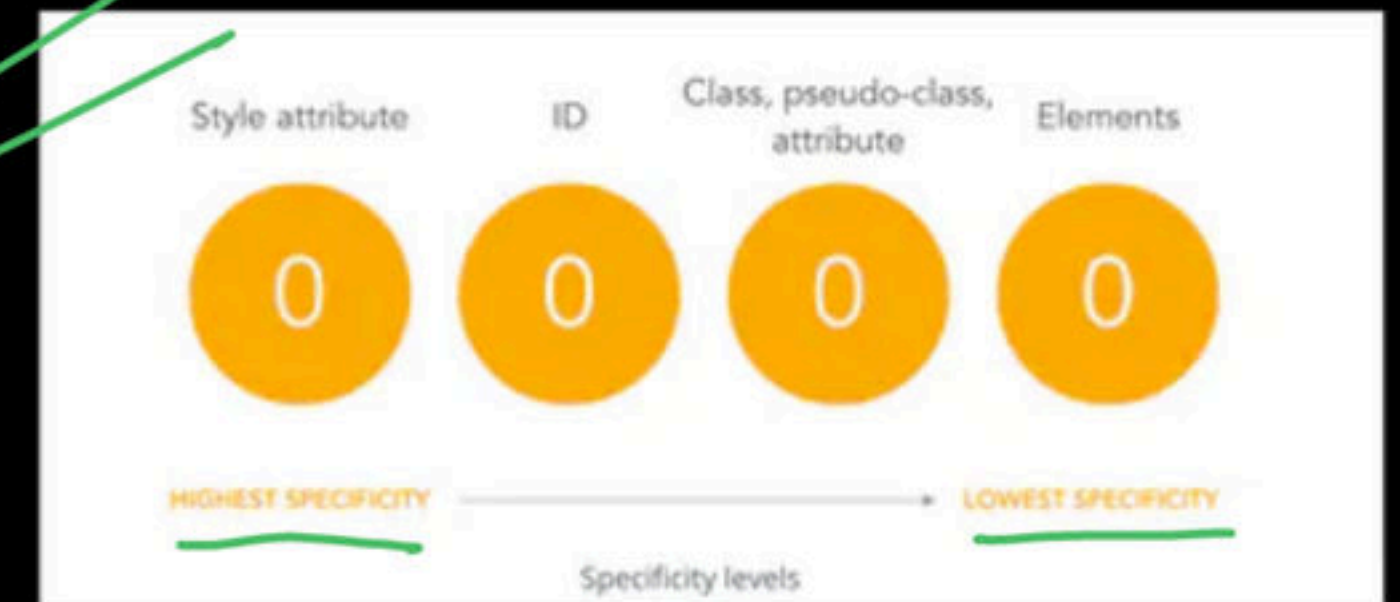 Style attribute
ID
Class, pseudo-class,
attribute
Elements
0
0
0
0
HIGHEST SPECIFICITY
LOWEST SPECIFICITY
Specificity levels